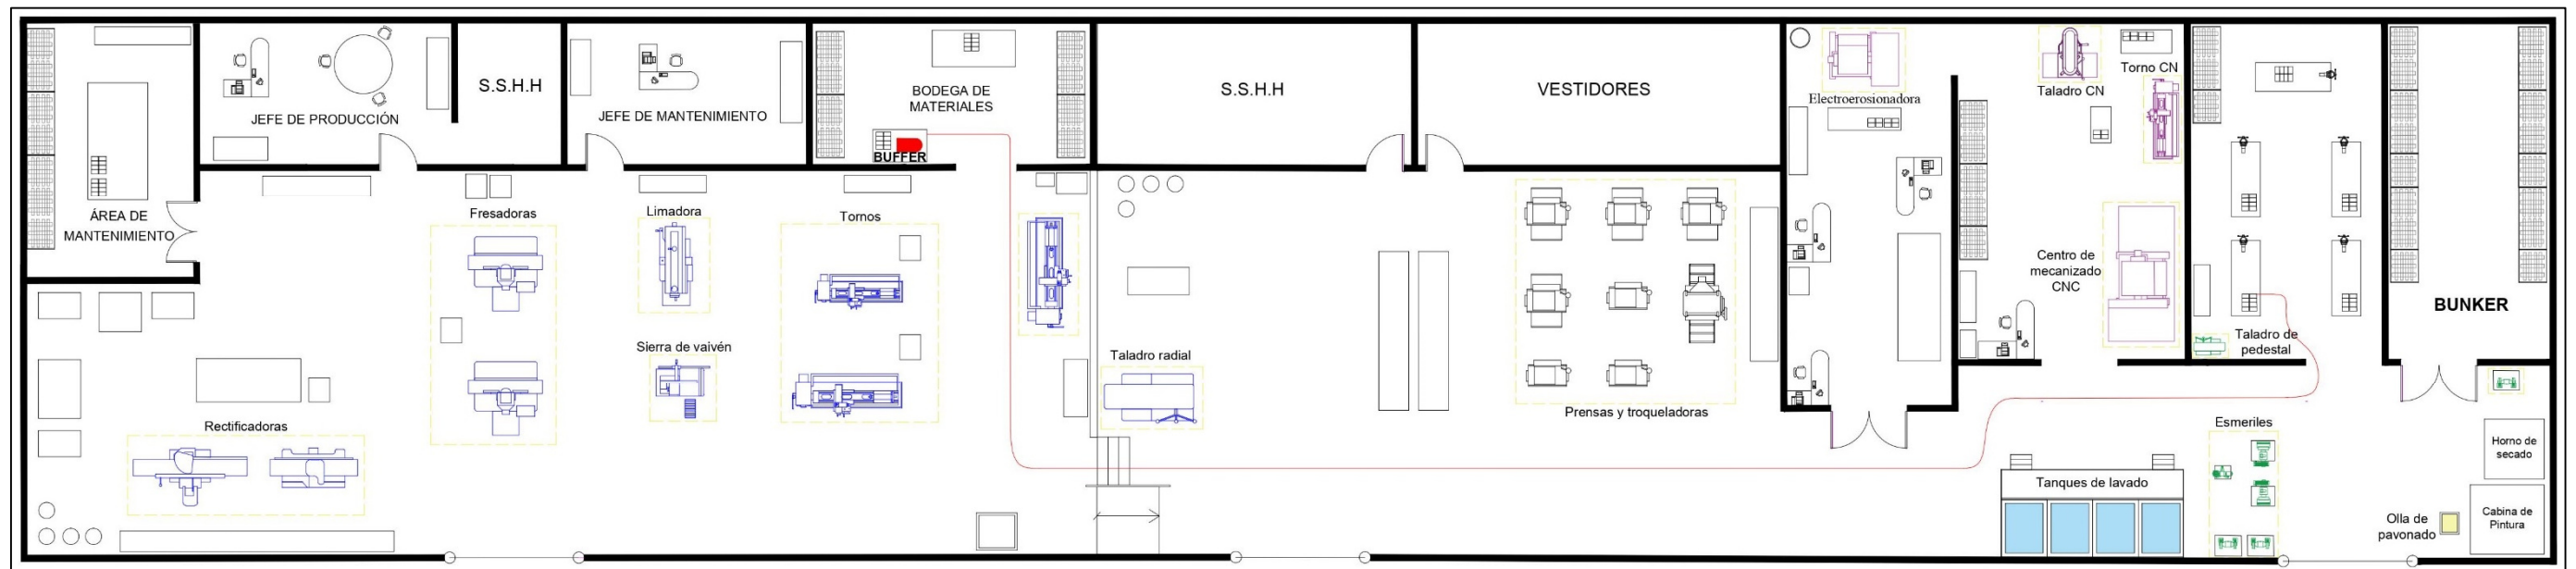 S.S.H.H
BODEGA DE
MATERIALES
S.S.H.H
VESTIDORES
Torno CN
Taladro CN
Electroerosionadora
JEFE DE PRODUCCIÓN
JEFE DE MANTENIMIENTO
BUFFER
ÁREA DE
MANTENIMIENTO
Fresadoras
Limadora
Tornos
Centro de
mecanizado
CNC
BUNKER
Sierra de vaivén
Taladro radial
Taladro de
pedestal
Prensas y troqueladoras
Rectificadoras
Esmeriles
Horno de
secado
Tanques de lavado
Olla de
pavonado
Cabina de
Pintura